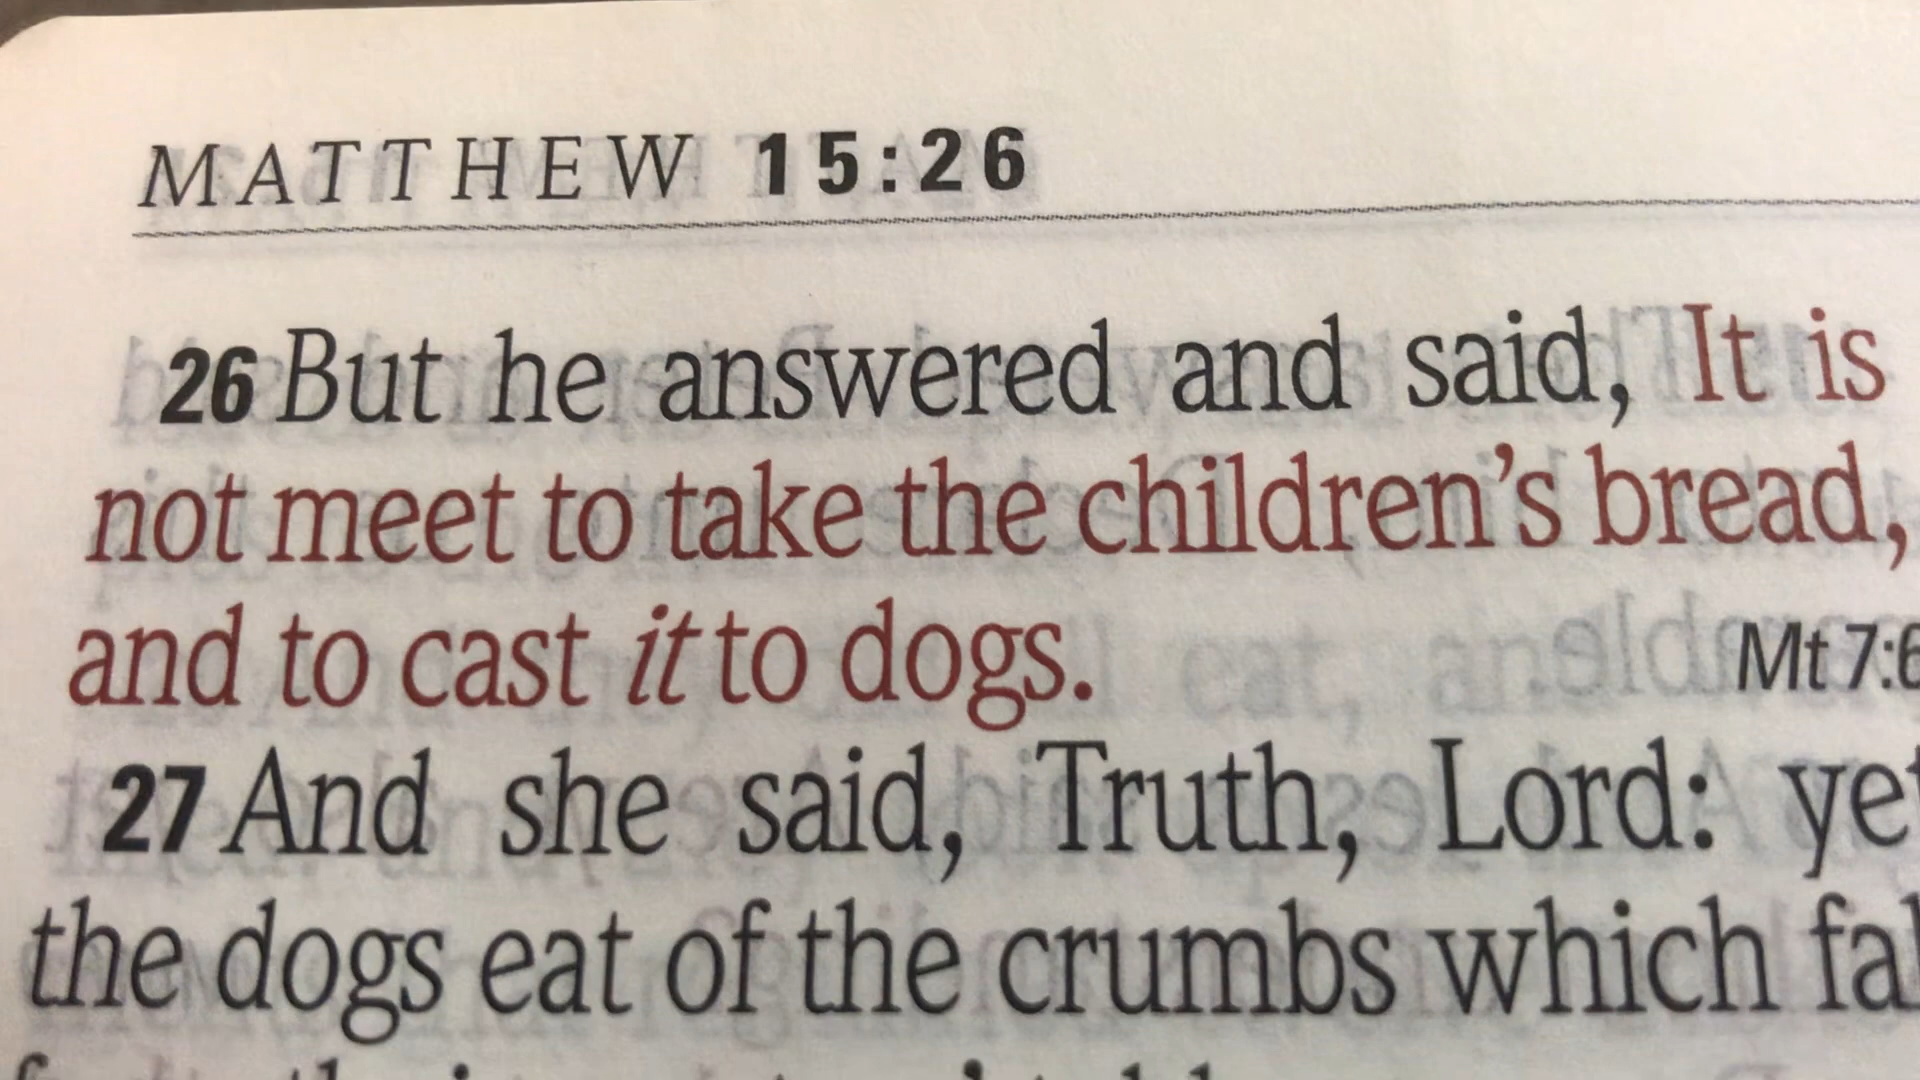 MATTHEW 15:26
26 But he answered and said, It is
not meet to take the children's bread,
and to cast it to dogs. Mt 7:6
27 And she said, Truth, Lord: yet
the dogs eat of the crumbs which